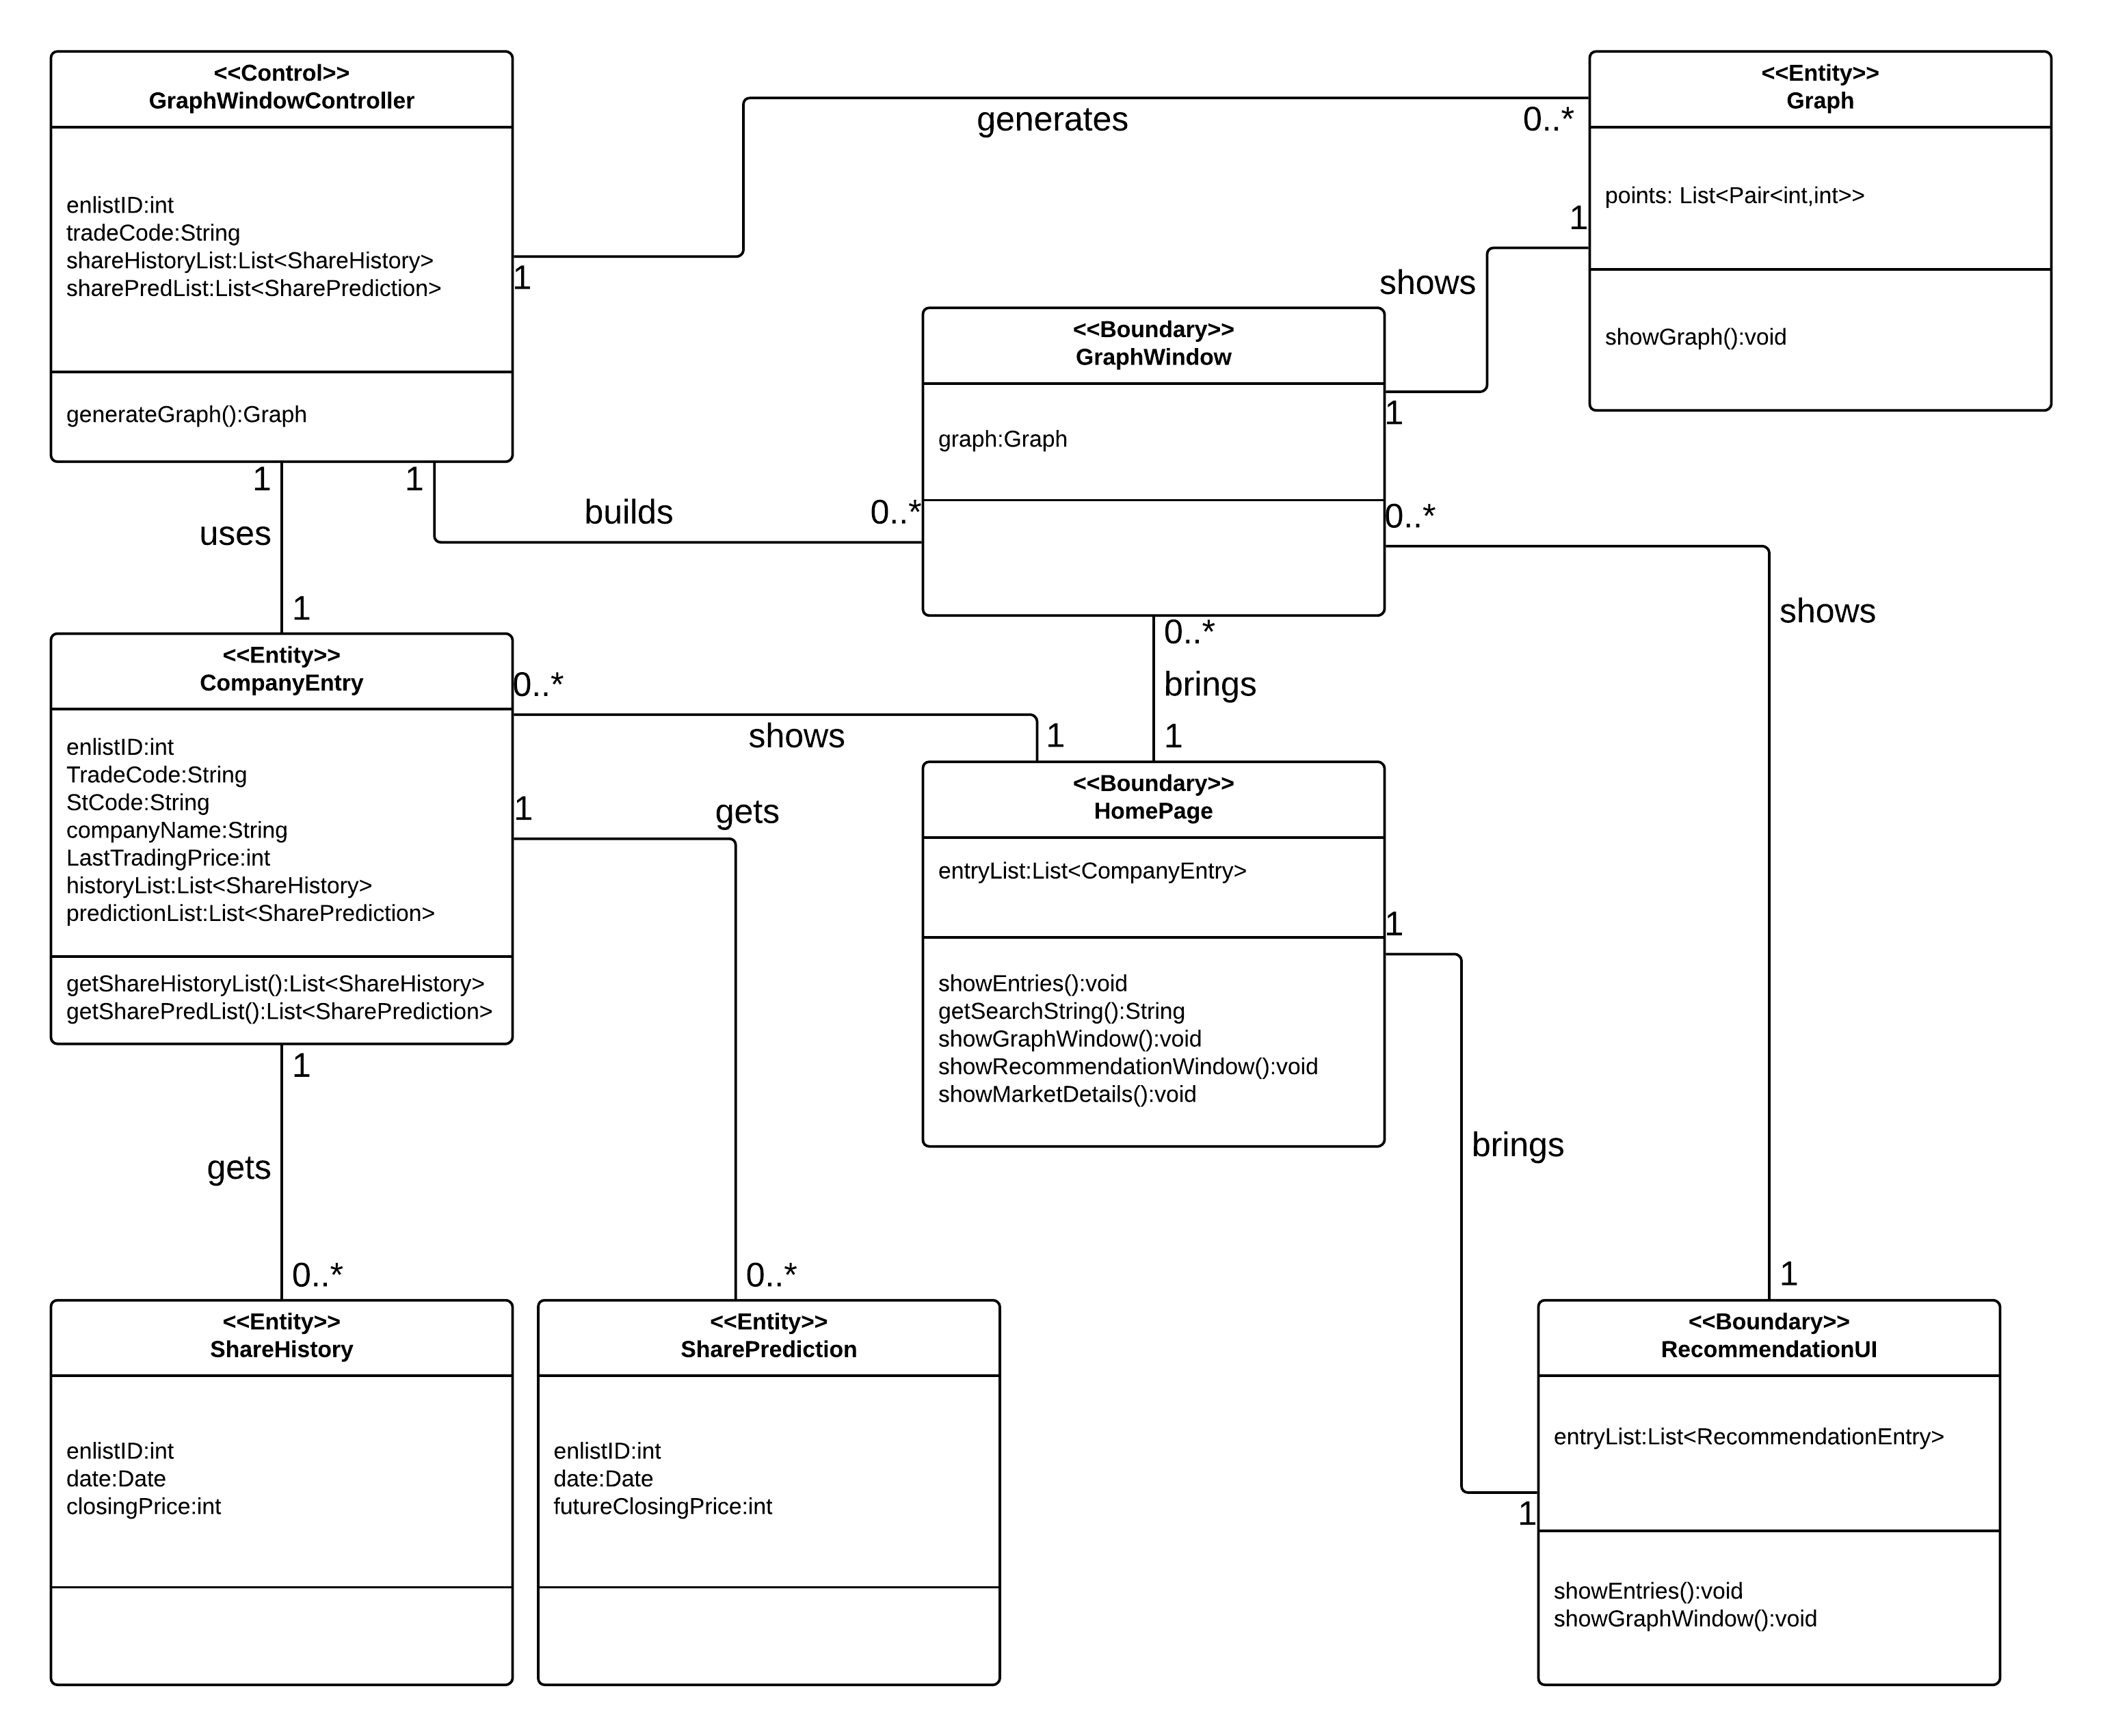 <<Control>>
GraphWindowController
enlistID:int
tradeCode:String
shareHistoryList:List<ShareHistory>
sharePredList:List<SharePrediction>
generateGraph():Graph
1
generates
0..*
<<Entity>>
Graph
points: List<Pair<int,int>>
showGraph():void
1
shows
1
<<Boundary>>
GraphWindow
graph:Graph
1
uses
1
1
builds
0..*
0..*
shows
1
0..*
brings
1
<<Entity>>
CompanyEntry
enlistID:int
TradeCode:String
StCode:String
companyName:String
LastTradingPrice:int
historyList:List<ShareHistory>
predictionList:List<SharePrediction>
getShareHistoryList():List<ShareHistory>
getSharePredList():List<SharePrediction>
0..*
shows
1
1
gets
0..*
<<Boundary>>
HomePage
entryList:List<CompanyEntry>
showEntries():void
getSearchString():String
showGraphWindow():void
showRecommendationWindow():void
showMarketDetails():void
1
brings
1
1
gets
0..*
<<Entity>>
ShareHistory
enlistID:int
date:Date
closingPrice:int
<<Entity>>
SharePrediction
enlistID:int
date:Date
futureClosingPrice:int
<<Boundary>>
RecommendationUI
entryList:List<RecommendationEntry>
showEntries():void
showGraphWindow():void